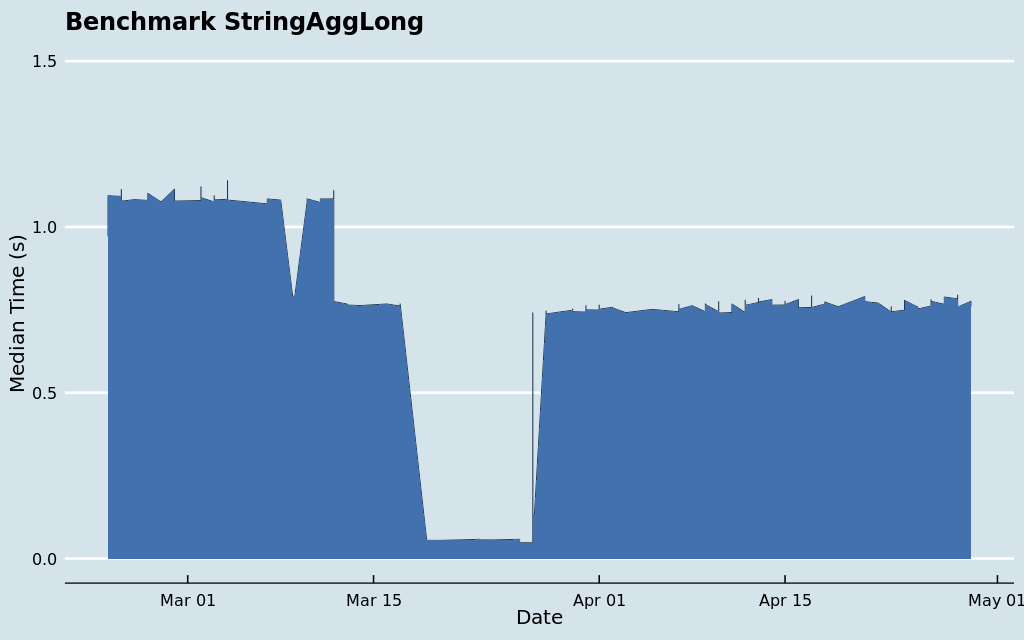 Benchmark StringAggLong
1.5
1.0
0.5
0.0
Median Time (s)
Mar 01
Mar 15
Apr 01
Apr 15
May 01
Date